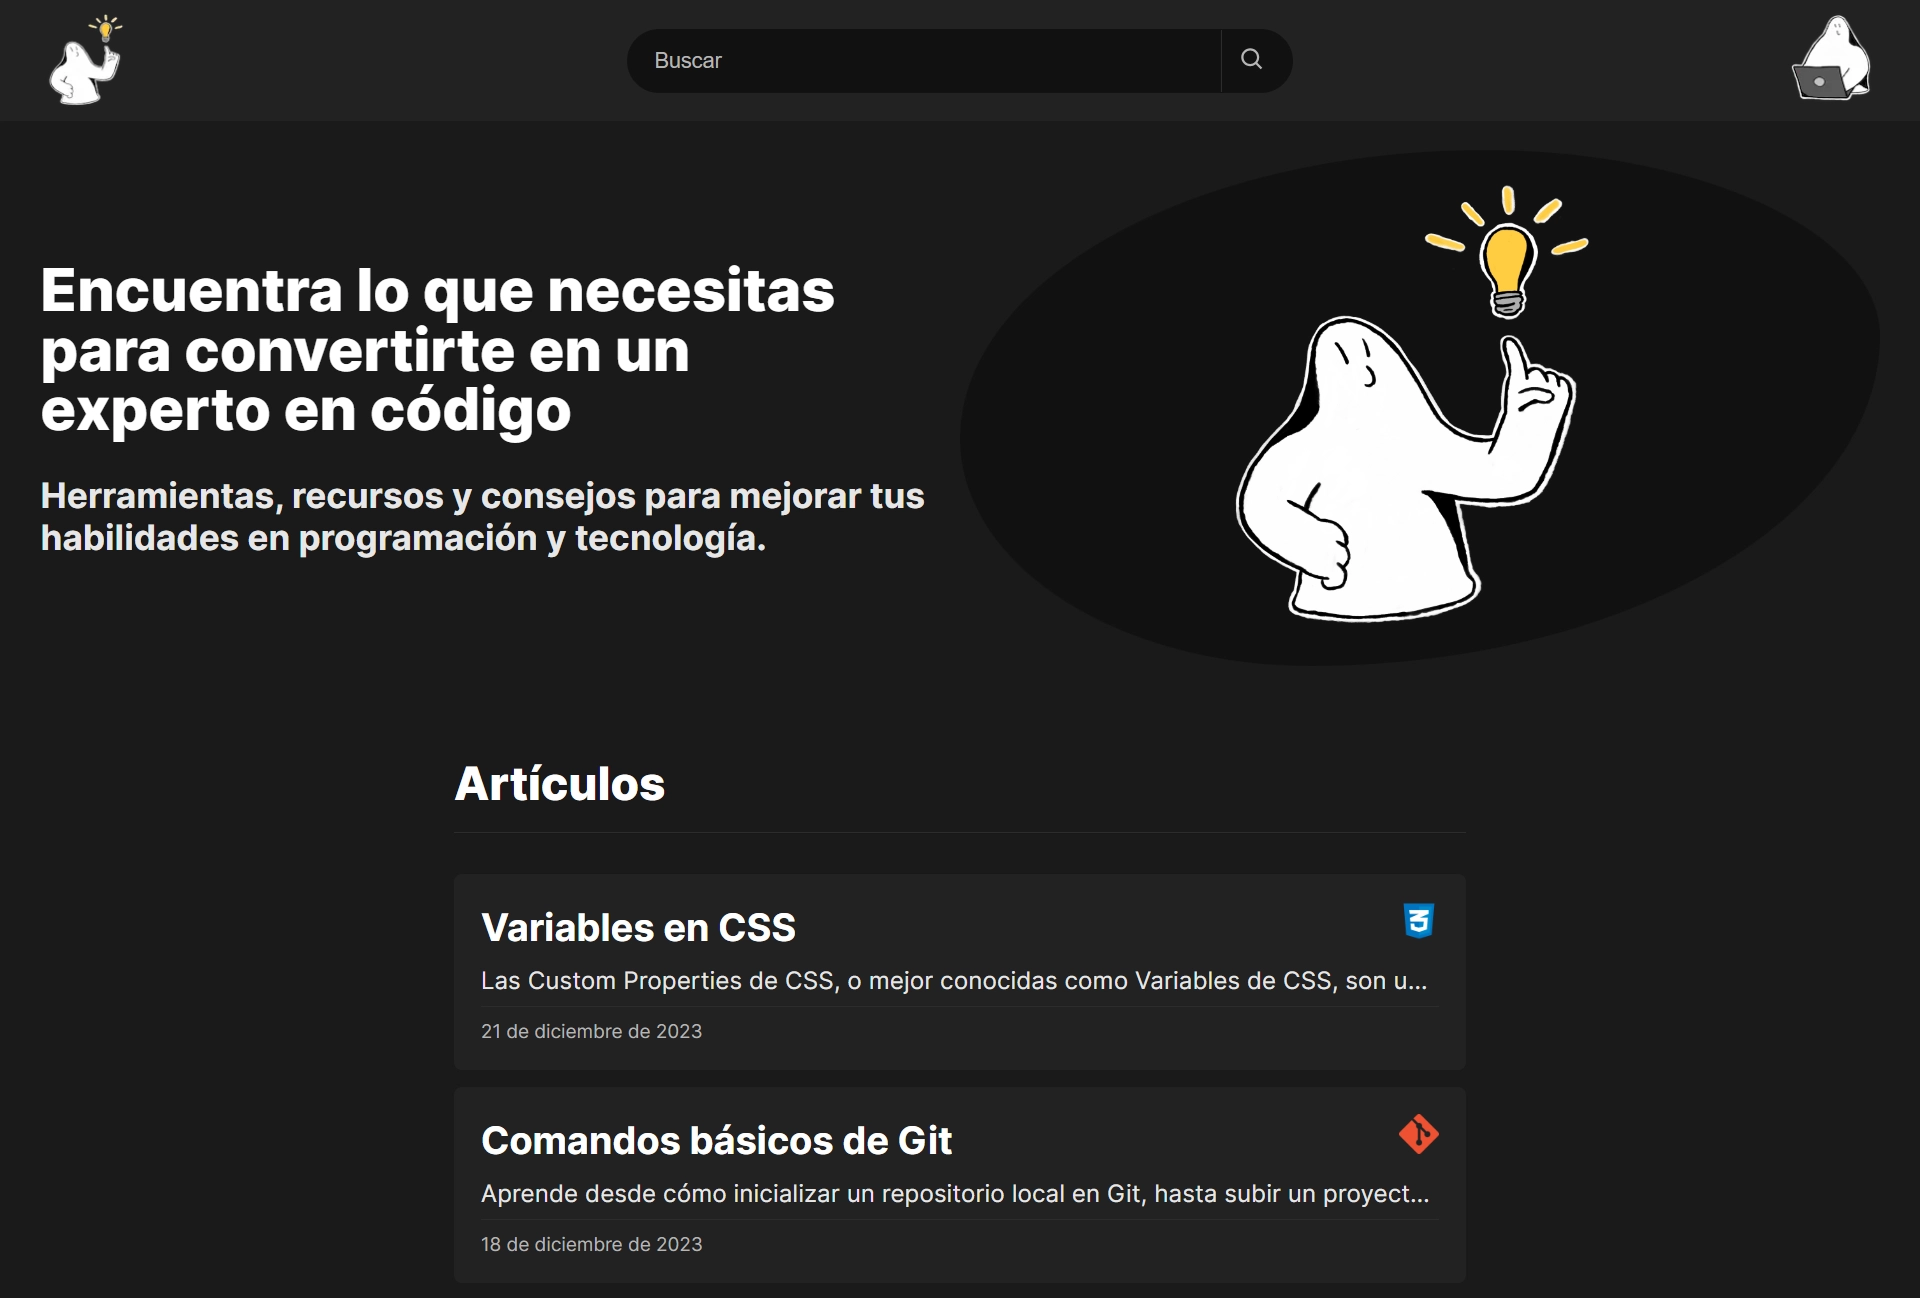 Buscar
Encuentra lo que necesitas
para convertirte en un
experto en código
Herramientas, recursos y consejos para mejorar tus
habilidades en programación y tecnología.
Artículos
Variables en CSS
Las Custom Properties de CSS, o mejor conocidas como Variables de CSS, son u...
21 de diciembre de 2023
Comandos básicos de Git
Aprende desde cómo inicializar un repositorio local en Git, hasta subir un proyect...
18 de diciembre de 2023